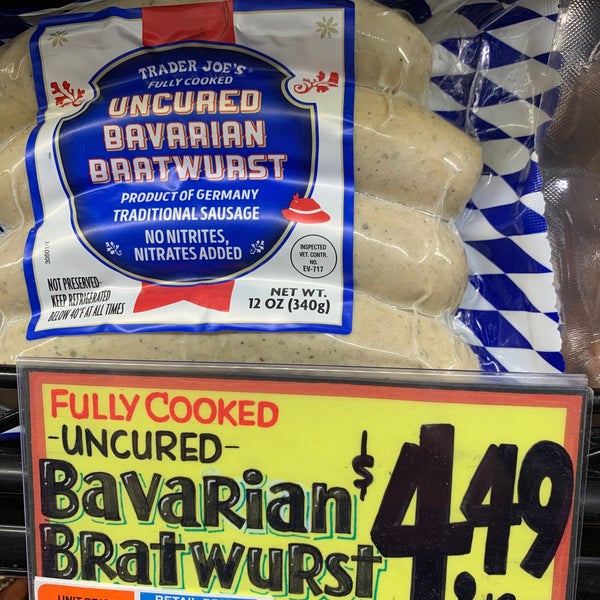 TRADER JOE'S®
FULLY COOKED
UNCURED
BAVARIAN
BRATWURST
PRODUCT OF GERMANY
TRADITIONAL SAUSAGE
NO NITRITES,
NITRATES ADDED
INSPECTED
VET. CONTR.
NO.
EV-717
30501/1
NOT PRESERVED-
KEEP REFRIGERATED
BELOW 40°F AT ALL TIMES
NET WT.
12 OZ (340g)
FULLY COOKED
-UNCURED-
BavaRian
BRatwuRst
$4.49